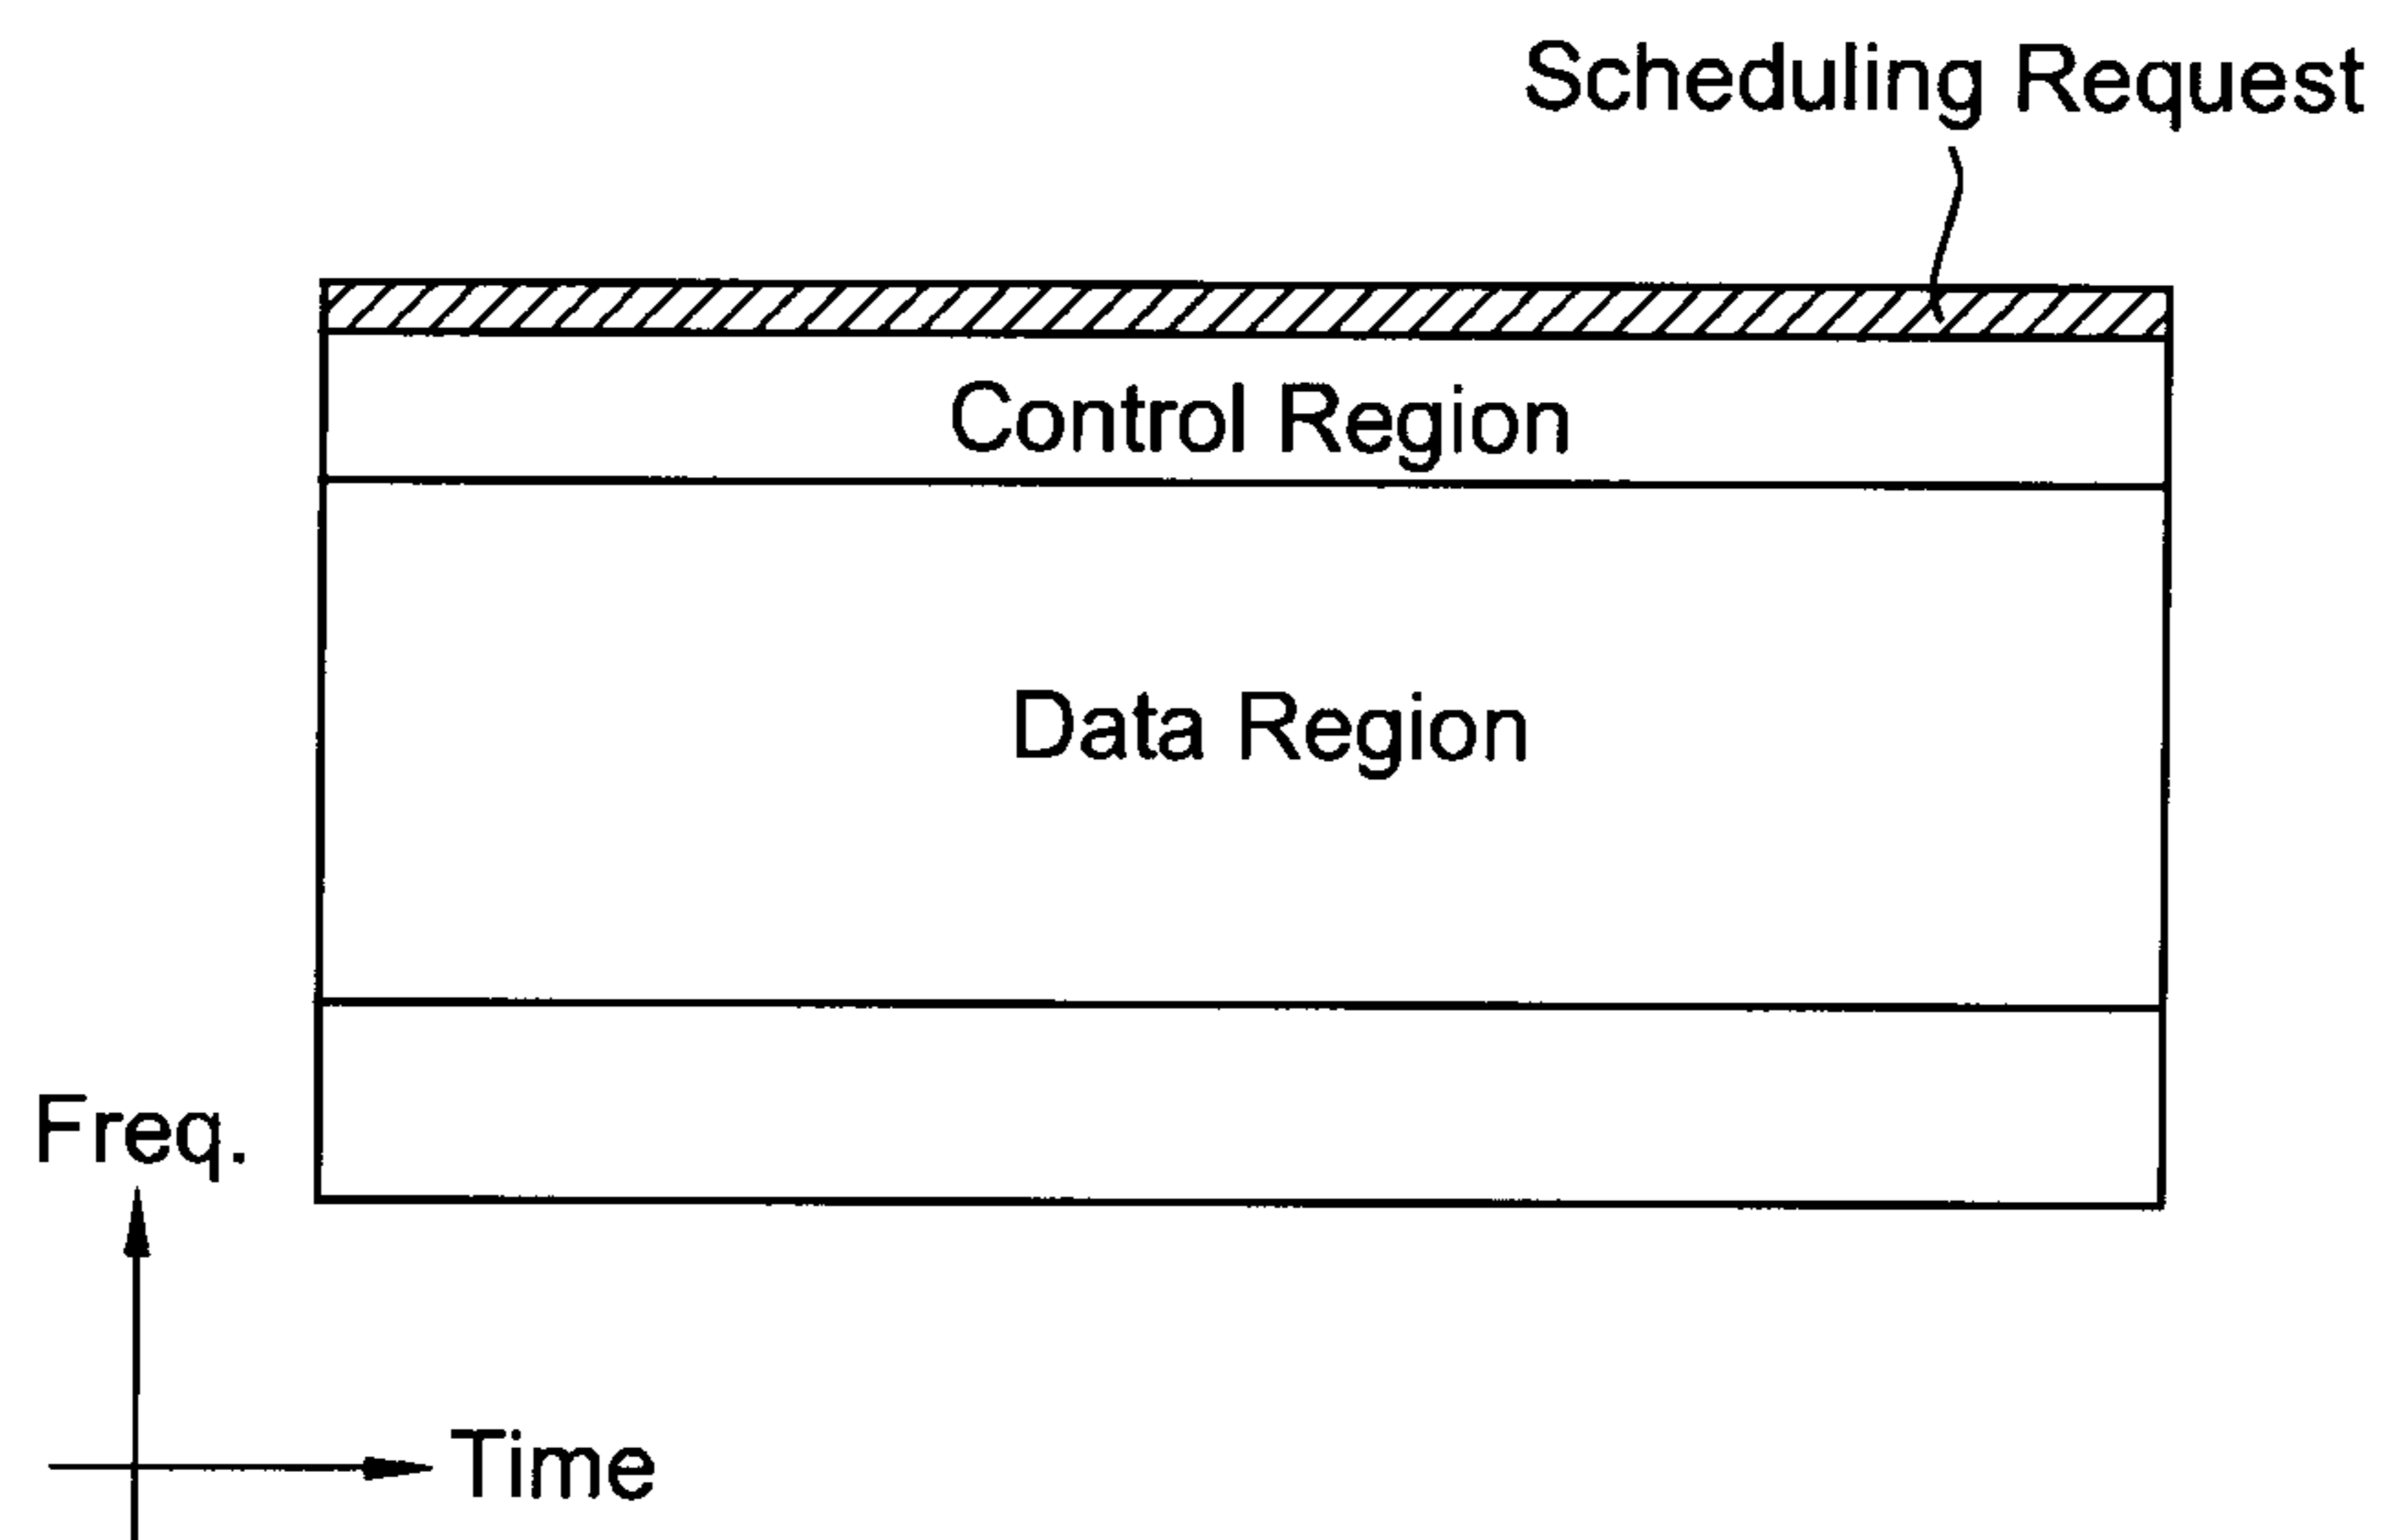 Scheduling Request
Control Region
Data Region
Freq.
Time